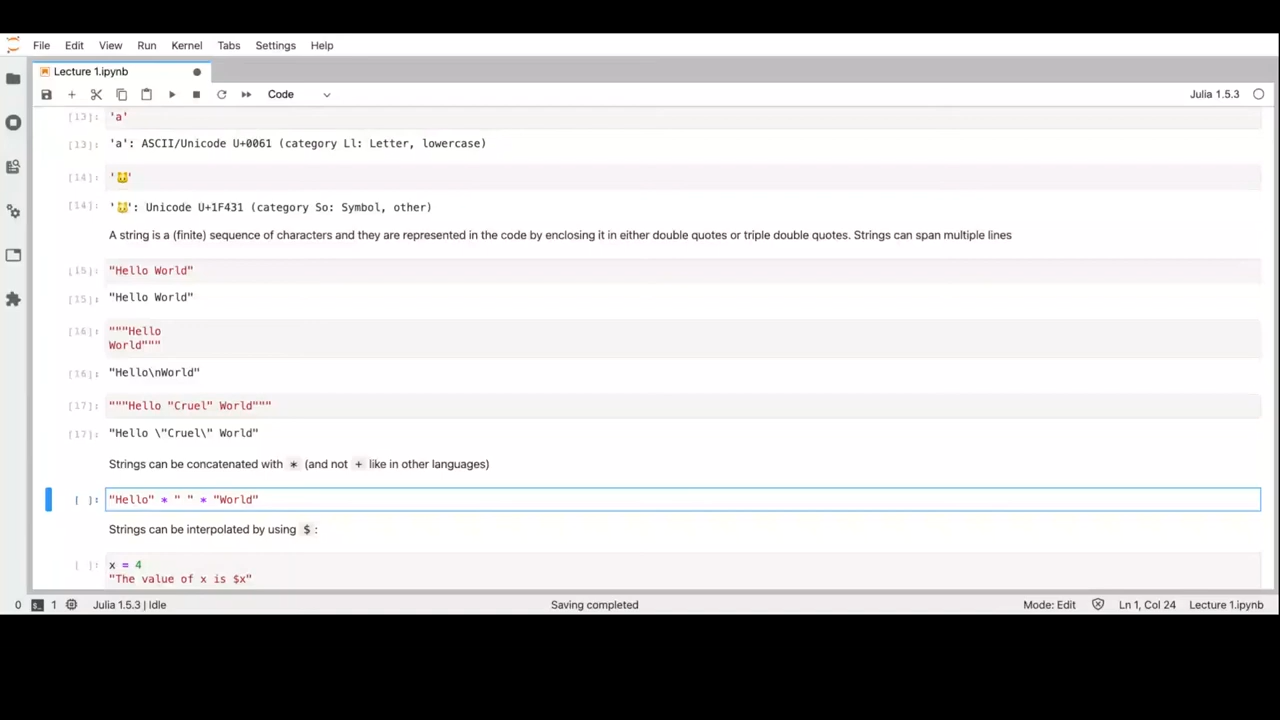 File Edit View Run Kernel Tabs Settings Help
Lecture 1.ipynb
Code
Julia 1.5.3
[13]: 'a'
[13]: 'a': ASCII/Unicode U+0061 (category Ll: Letter, lowercase)
[14]: '🐱'
[14]: '🐱': Unicode U+1F431 (category So: Symbol, other)
A string is a (finite) sequence of characters and they are represented in the code by enclosing it in either double quotes or triple double quotes. Strings can span multiple lines
[15]: "Hello World"
[15]: "Hello World"
[16]: """Hello
World"""
[16]: "Hello\nWorld"
[17]: """Hello "Cruel" World"""
[17]: "Hello \"Cruel\" World"
Strings can be concatenated with * (and not + like in other languages)
[ ]: "Hello" * " " * "World"
Strings can be interpolated by using $ :
[ ]: x = 4
"The value of x is $x"
0 1 Julia 1.5.3 | Idle Saving completed Mode: Edit Ln 1, Col 24 Lecture 1.ipynb